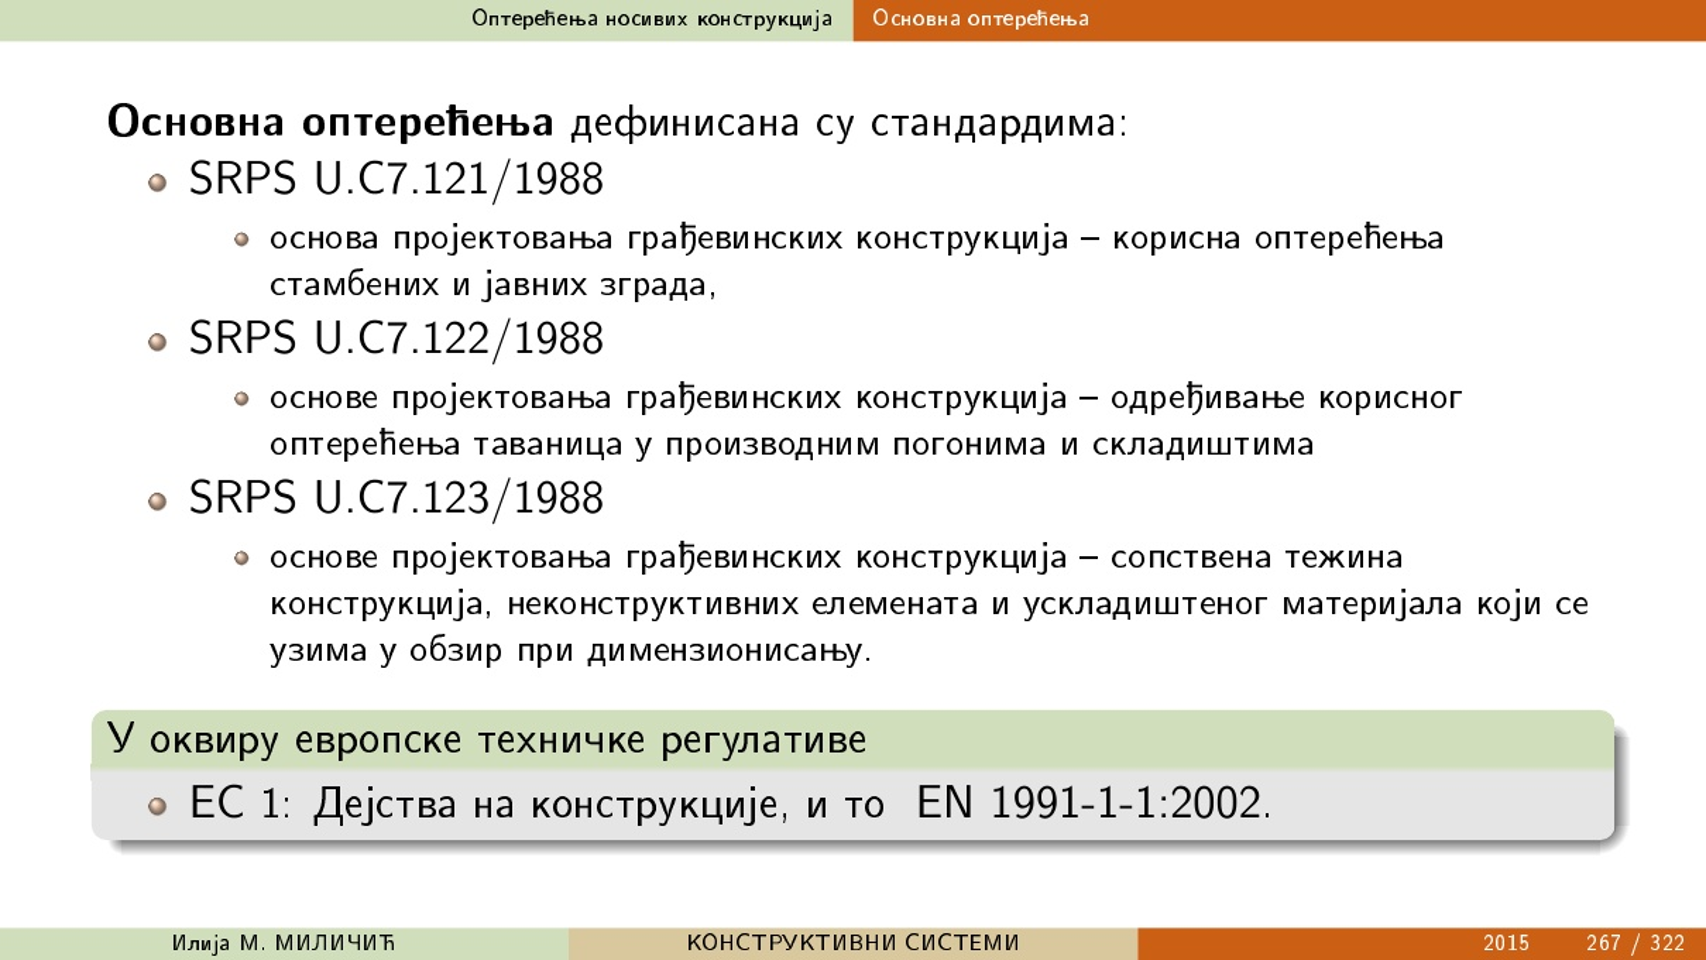 Оптерећења носивих конструкција Основна оптерећења
Основна оптерећења дефинисана су стандардима:
SRPS U.C7.121/1988
основа пројектовања грађевинских конструкција – корисна оптерећења
стамбених и јавних зграда,
SRPS U.C7.122/1988
основе пројектовања грађевинских конструкција – одређивање корисног
оптерећења таваница у производним погонима и складиштима
SRPS U.C7.123/1988
основе пројектовања грађевинских конструкција – сопствена тежина
конструкција, неконструктивних елемената и ускладиштеног материјала који се
узима у обзир при димензионисању.
У оквиру европске техничке регулативе
EC 1: Дејства на конструкције, и то EN 1991-1-1:2002.
Илија М. МИЛИЧИЋ КОНСТРУКТИВНИ СИСТЕМИ 2015 267 / 322